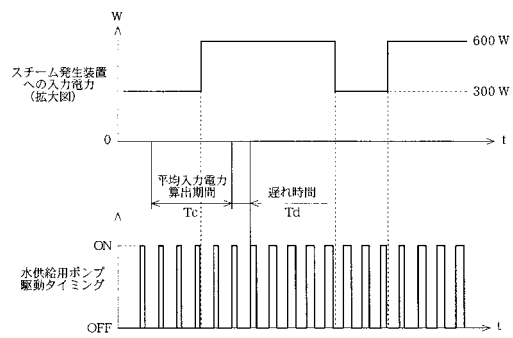 W
600 W
スチーム発生装置
への入力電力
(拡大図)
300 W
0
t
平均入力電力
算出期間
遅れ時間
Tc
Td
ON
水供給用ポンプ
駆動タイミング
OFF
t